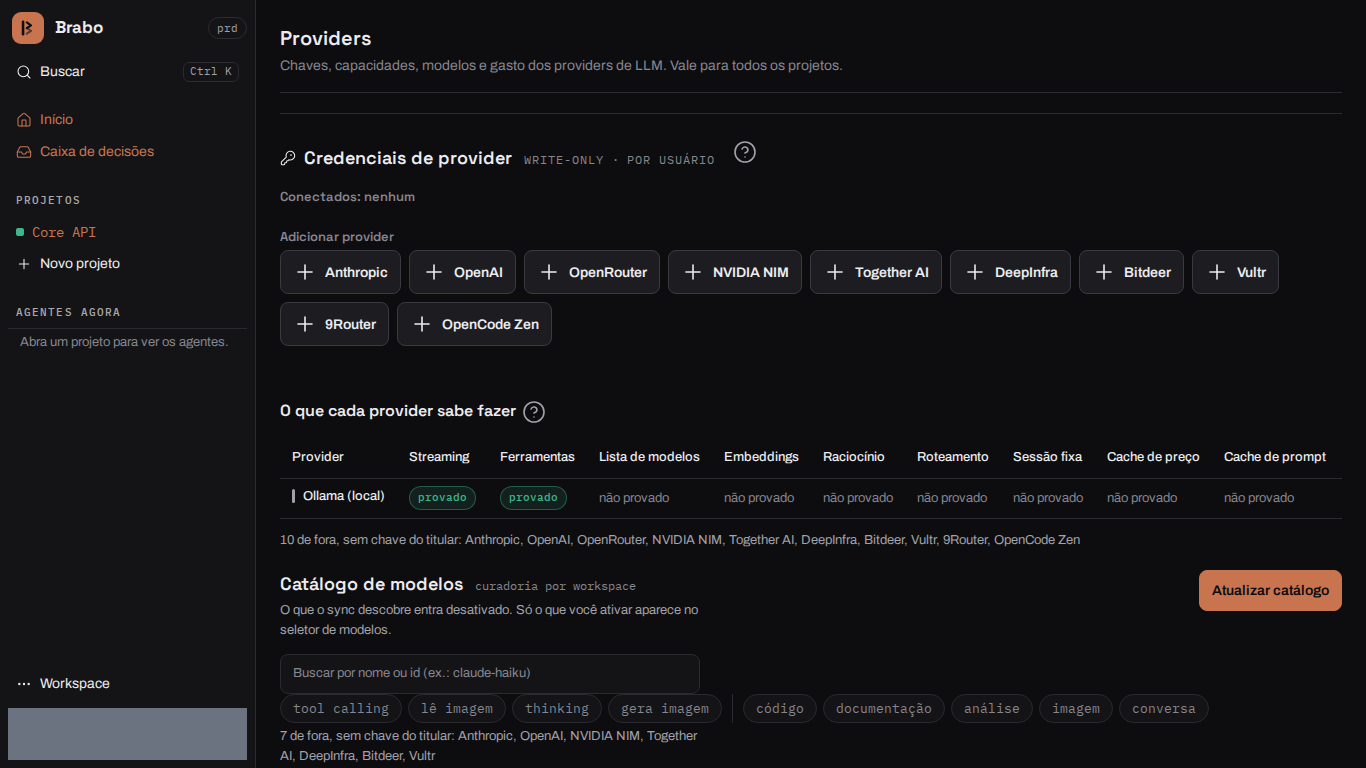 Brabo
prd
Buscar
Ctrl K
Início
Caixa de decisões
PROJETOS
Core API
Novo projeto
AGENTES AGORA
Abra um projeto para ver os agentes.
Workspace
Providers
Chaves, capacidades, modelos e gasto dos providers de LLM. Vale para todos os projetos.
Credenciais de provider WRITE-ONLY · POR USUÁRIO ?
Conectados: nenhum
Adicionar provider
Anthropic OpenAI OpenRouter NVIDIA NIM Together AI DeepInfra Bitdeer Vultr
9Router OpenCode Zen
O que cada provider sabe fazer ?
Provider Streaming Ferramentas Lista de modelos Embeddings Raciocínio Roteamento Sessão fixa Cache de preço Cache de prompt
Ollama (local) provado provado não provado não provado não provado não provado não provado não provado não provado
10 de fora, sem chave do titular: Anthropic, OpenAI, OpenRouter, NVIDIA NIM, Together AI, DeepInfra, Bitdeer, Vultr, 9Router, OpenCode Zen
Catálogo de modelos curadoria por workspace
Atualizar catálogo
O que o sync descobre entra desativado. Só o que você ativar aparece no
seletor de modelos.
Buscar por nome ou id (ex.: claude-haiku)
tool calling lê imagem thinking gera imagem código documentação análise imagem conversa
7 de fora, sem chave do titular: Anthropic, OpenAI, NVIDIA NIM, Together
AI, DeepInfra, Bitdeer, Vultr